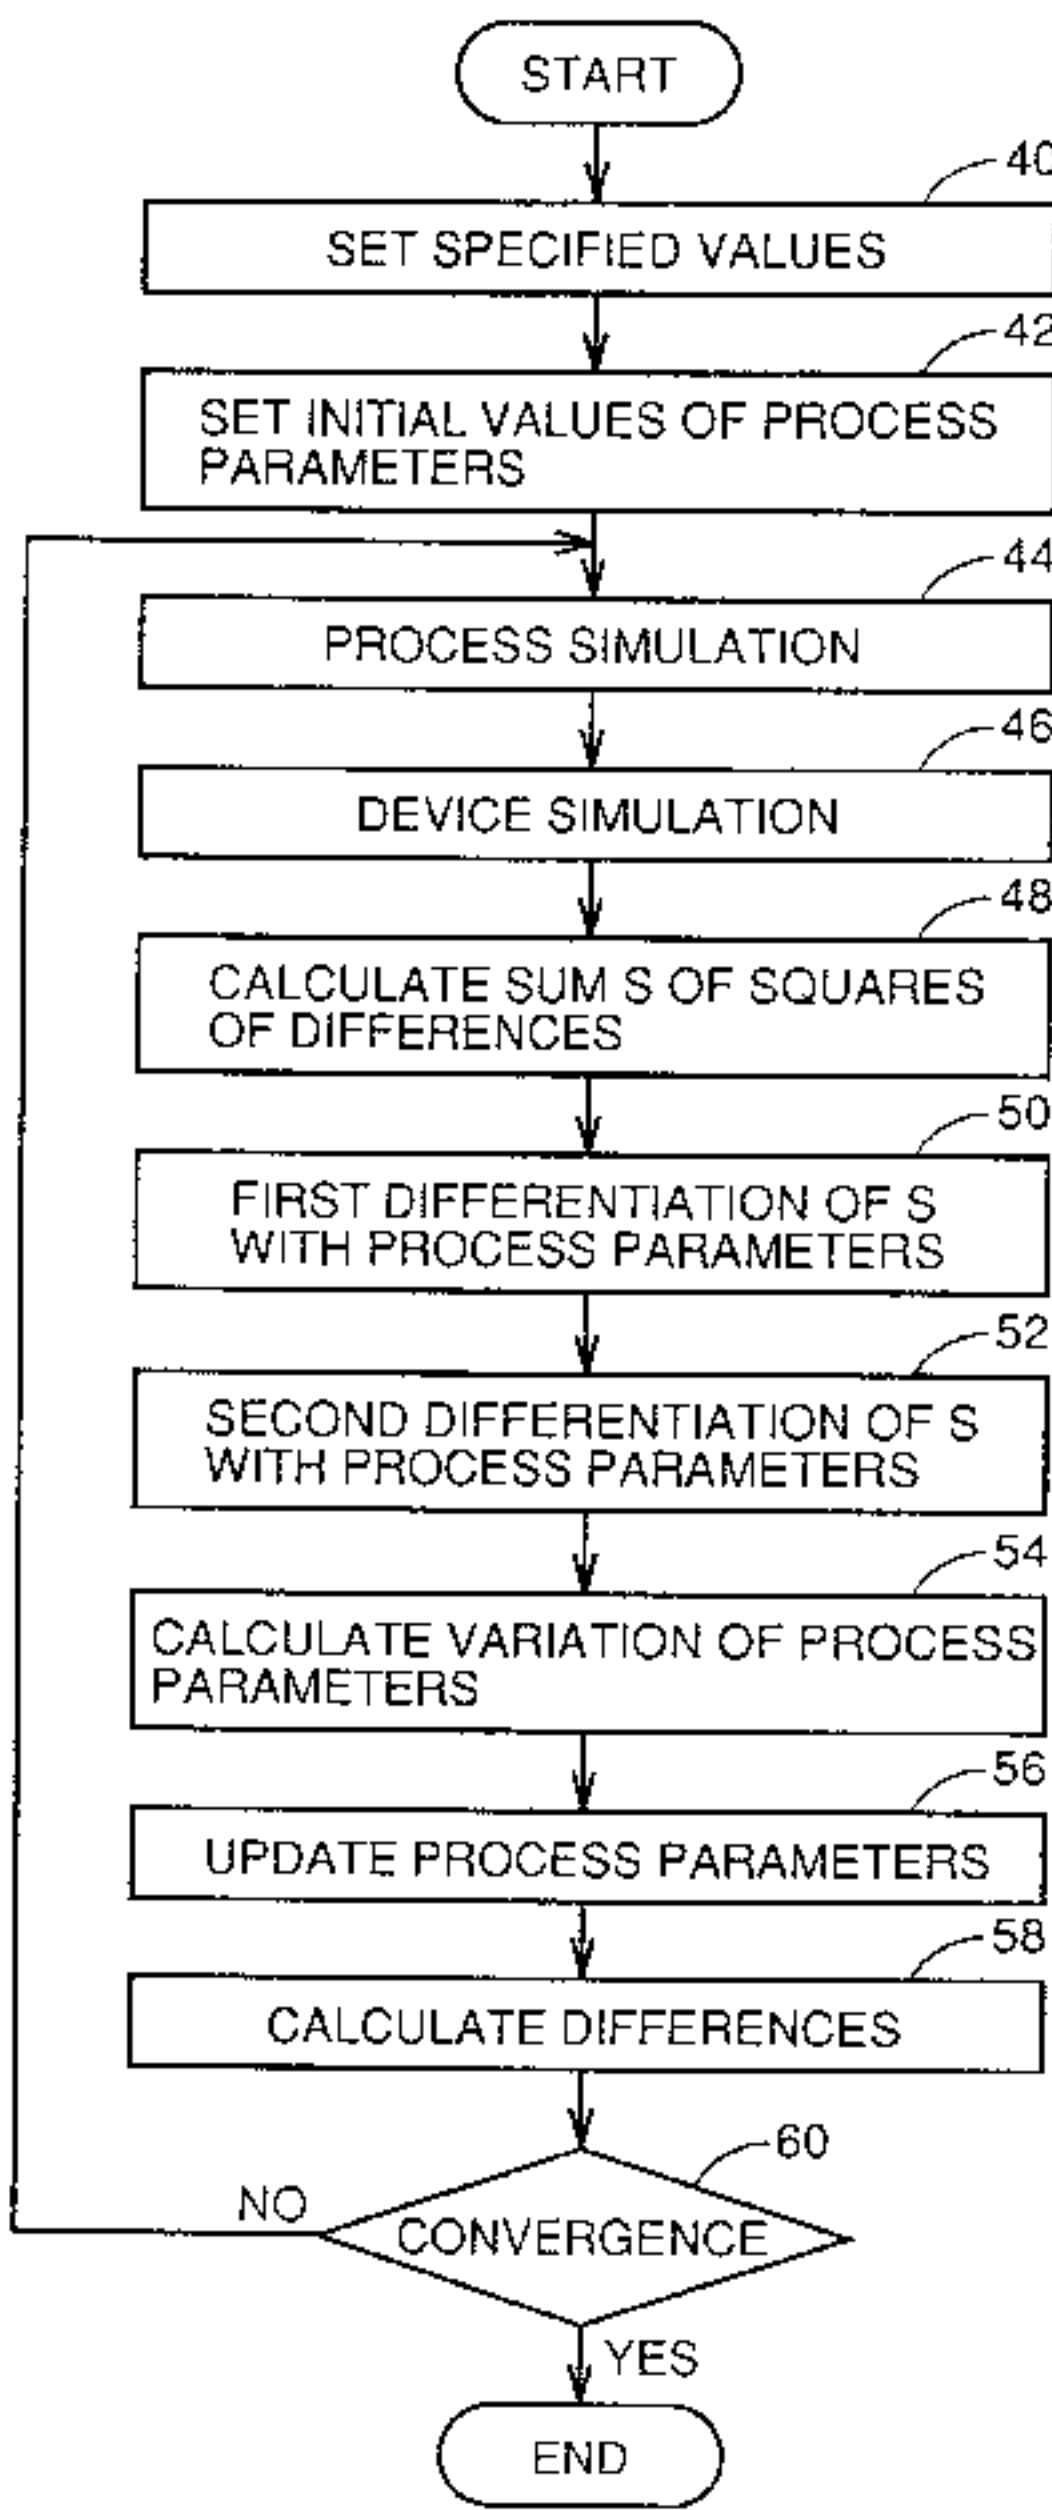 START
40
SET SPECIFIED VALUES
42
SET INITIAL VALUES OF PROCESS
PARAMETERS
44
PROCESS SIMULATION
46
DEVICE SIMULATION
48
CALCULATE SUM S OF SQUARES
OF DIFFERENCES
50
FIRST DIFFERENTIATION OF S
WITH PROCESS PARAMETERS
52
SECOND DIFFERENTIATION OF S
WITH PROCESS PARAMETERS
54
CALCULATE VARIATION OF PROCESS
PARAMETERS
56
UPDATE PROCESS PARAMETERS
58
CALCULATE DIFFERENCES
60
NO
CONVERGENCE
YES
END